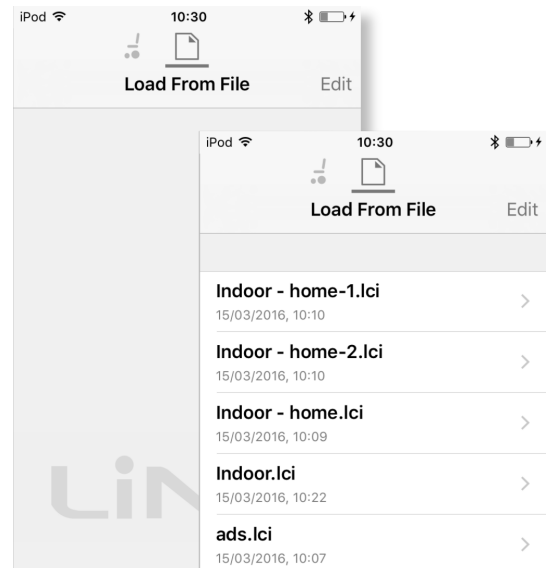 iPod 10:30
Load From File Edit
iPod 10:30
Load From File Edit
Indoor - home-1.lci
15/03/2016, 10:10
Indoor - home-2.lci
15/03/2016, 10:10
Indoor - home.lci
15/03/2016, 10:09
Indoor.lci
15/03/2016, 10:22
ads.lci
15/03/2016, 10:07